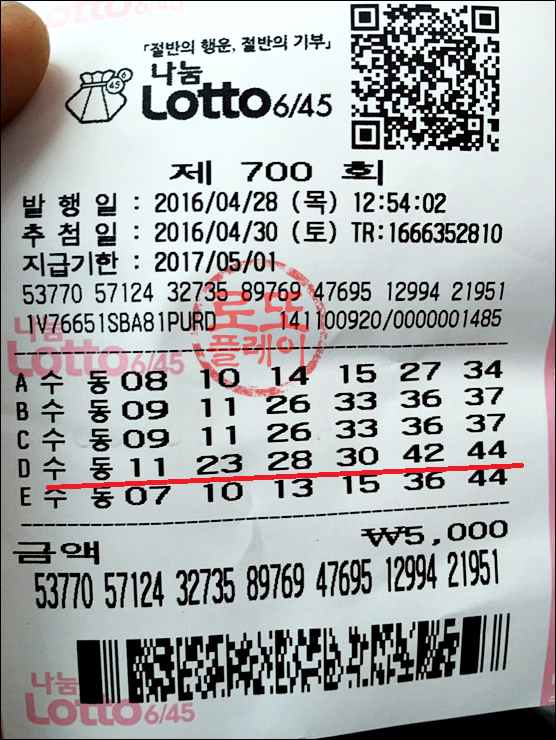 「절반의 행운, 절반의 기부」
나눔
Lotto 6/45
45 6
제 700 회
발 행 일 : 2016/04/28 (목) 12:54:02
추 첨 일 : 2016/04/30 (토) TR:1666352810
지급기한 : 2017/05/01
53770 57124 32735 89769 47695 12994 21951
1V76651SBA81PURD 141100920/0000001485
로또
플레이
A 수 동 08 10 14 15 27 34
B 수 동 09 11 26 33 36 37
C 수 동 09 11 26 33 36 37
D 수 동 11 23 28 30 42 44
E 수 동 07 10 13 15 36 44
금액 ₩5,000
53770 57124 32735 89769 47695 12994 21951
나눔
Lotto 6/45